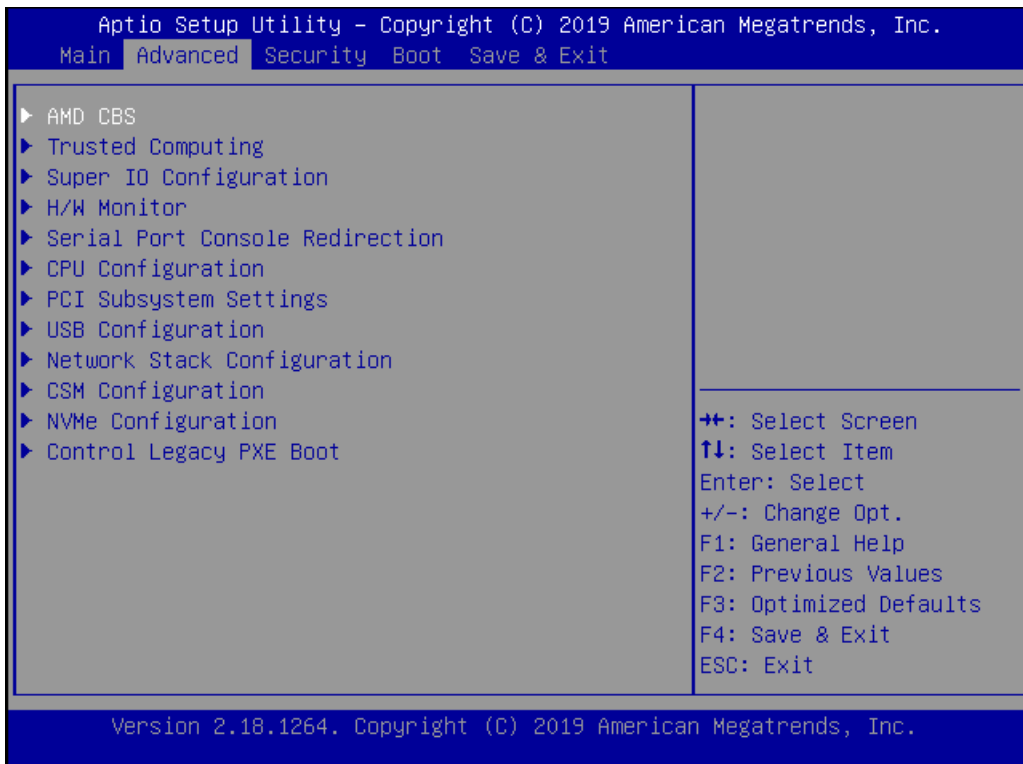 Aptio Setup Utility – Copyright (C) 2019 American Megatrends, Inc.
Main Advanced Security Boot Save & Exit
▶ AMD CBS
▶ Trusted Computing
▶ Super IO Configuration
▶ H/W Monitor
▶ Serial Port Console Redirection
▶ CPU Configuration
▶ PCI Subsystem Settings
▶ USB Configuration
▶ Network Stack Configuration
▶ CSM Configuration
▶ NVMe Configuration
▶ Control Legacy PXE Boot
→←: Select Screen
↑↓: Select Item
Enter: Select
+/-: Change Opt.
F1: General Help
F2: Previous Values
F3: Optimized Defaults
F4: Save & Exit
ESC: Exit
Version 2.18.1264. Copyright (C) 2019 American Megatrends, Inc.